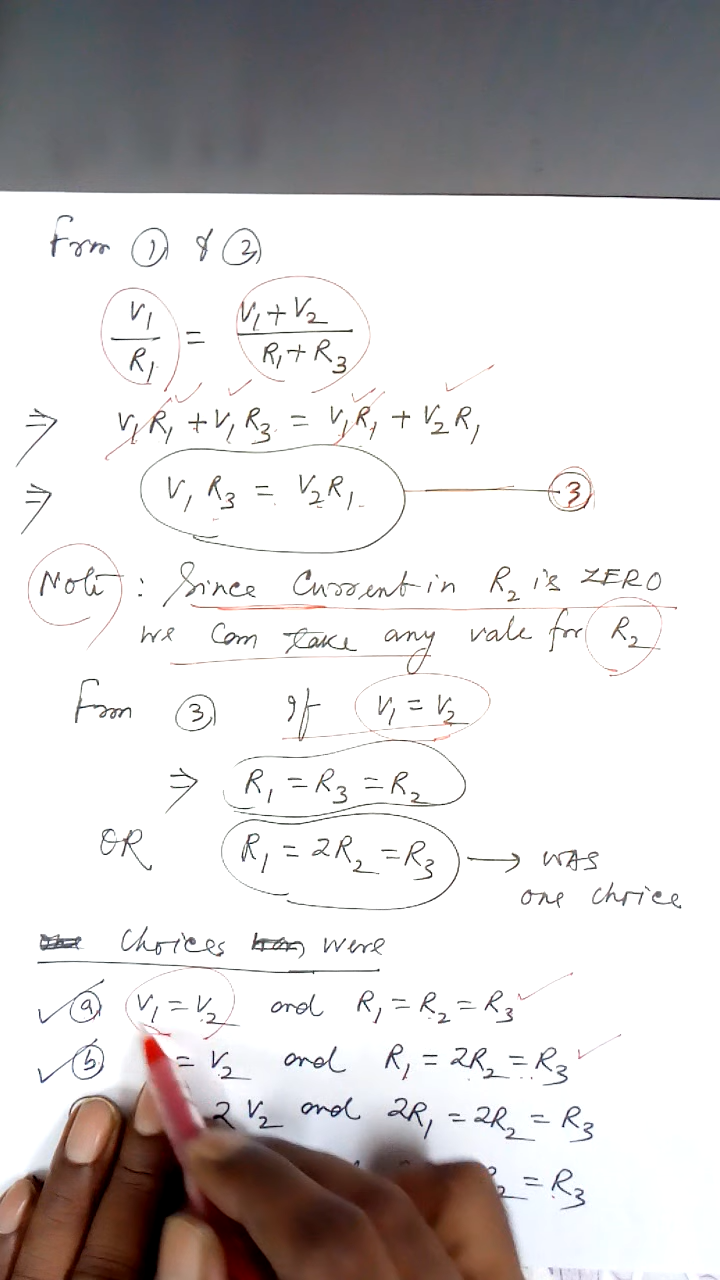 From ① & ②
V₁/R₁ = (V₁+V₂)/(R₁+R₃)
⇒ V₁R₁ + V₁R₃ = V₁R₁ + V₂R₁
⇒ V₁R₃ = V₂R₁ ③
Note : Since Current in R₂ is ZERO
we can take any vale for R₂
From ③ If V₁ = V₂
⇒ R₁ = R₃ = R₂
OR R₁ = 2R₂ = R₃ → WAS
one choice
Choices were
ⓐ V₁ = V₂ and R₁ = R₂ = R₃
ⓑ = V₂ and R₁ = 2R₂ = R₃
2V₂ and 2R₁ = 2R₂ = R₃
₂ = R₃